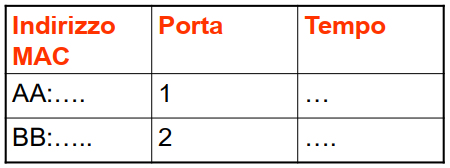 Indirizzo MAC Porta Tempo
AA:…. 1 …
BB:….. 2 ….